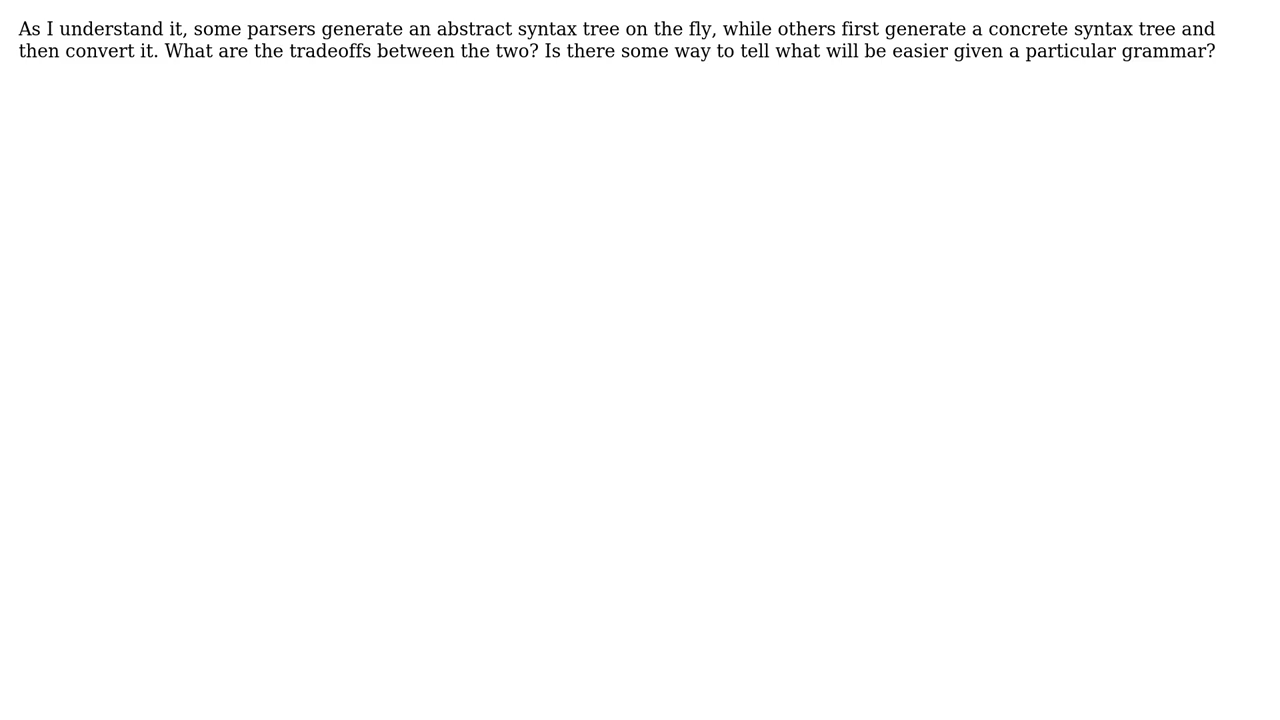 As I understand it, some parsers generate an abstract syntax tree on the fly, while others first generate a concrete syntax tree and
then convert it. What are the tradeoffs between the two? Is there some way to tell what will be easier given a particular grammar?